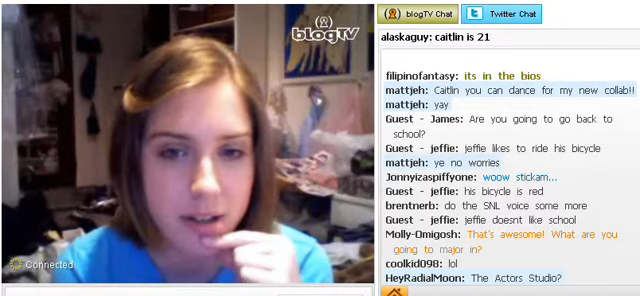 blogTV
Connected
blogTV Chat
Twitter Chat
alaskaguy: caitlin is 21
filipinofantasy: its in the bios
mattjeh: Caitlin you can dance for my new collab!!
mattjeh: yay
Guest - James: Are you going to go back to
school?
Guest - jeffie: jeffie likes to ride his bicycle
mattjeh: ye no worries
Jonnyizaspiffyone: woow stickam...
Guest - jeffie: his bicycle is red
brentnerb: do the SNL voice some more
Guest - jeffie: jeffie doesnt like school
Molly-Omigosh: That's awesome! What are you
going to major in?
coolkid098: lol
HeyRadialMoon: The Actors Studio?